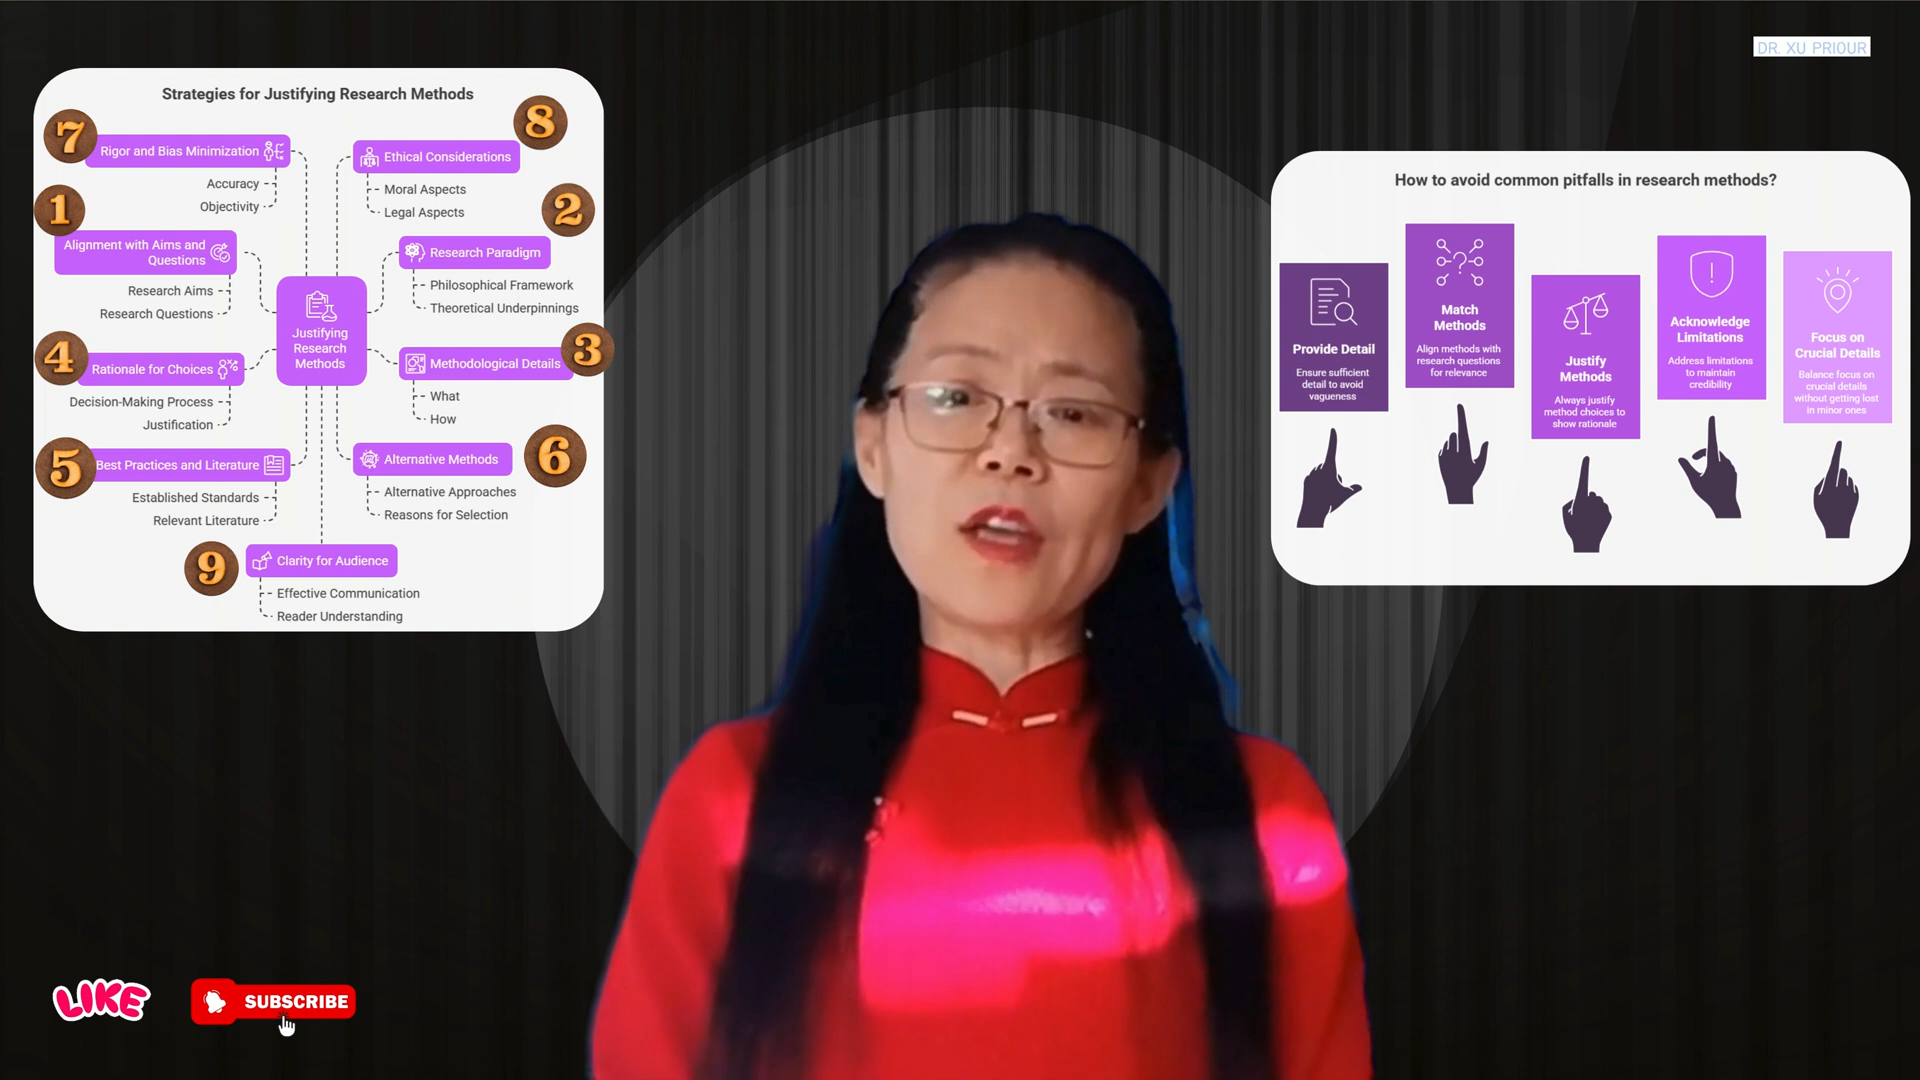 DR. XU PRIOUR
Strategies for Justifying Research Methods
7
Rigor and Bias Minimization
Accuracy
Objectivity
8
Ethical Considerations
Moral Aspects
Legal Aspects
1
Alignment with Aims and
Questions
Research Aims
Research Questions
2
Research Paradigm
Philosophical Framework
Theoretical Underpinnings
Justifying
Research
Methods
4
Rationale for Choices
Decision-Making Process
Justification
3
Methodological Details
What
How
5
Best Practices and Literature
Established Standards
Relevant Literature
6
Alternative Methods
Alternative Approaches
Reasons for Selection
9
Clarity for Audience
Effective Communication
Reader Understanding
How to avoid common pitfalls in research methods?
Provide Detail
Ensure sufficient
detail to avoid
vagueness
Match
Methods
Align methods with
research questions
for relevance
Justify
Methods
Always justify
method choices to
show rationale
Acknowledge
Limitations
Address limitations
to maintain
credibility
Focus on
Crucial Details
Balance focus on
crucial details
without getting lost
in minor ones
LIKE
SUBSCRIBE